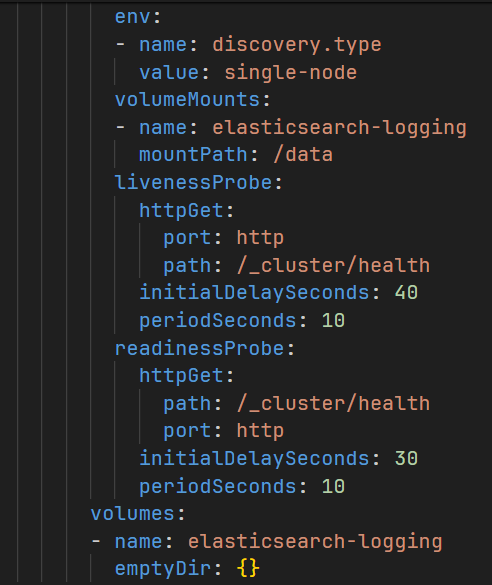 env:
- name: discovery.type
  value: single-node
volumeMounts:
- name: elasticsearch-logging
  mountPath: /data
livenessProbe:
  httpGet:
    port: http
    path: /_cluster/health
  initialDelaySeconds: 40
  periodSeconds: 10
readinessProbe:
  httpGet:
    path: /_cluster/health
    port: http
  initialDelaySeconds: 30
  periodSeconds: 10
volumes:
- name: elasticsearch-logging
  emptyDir: {}